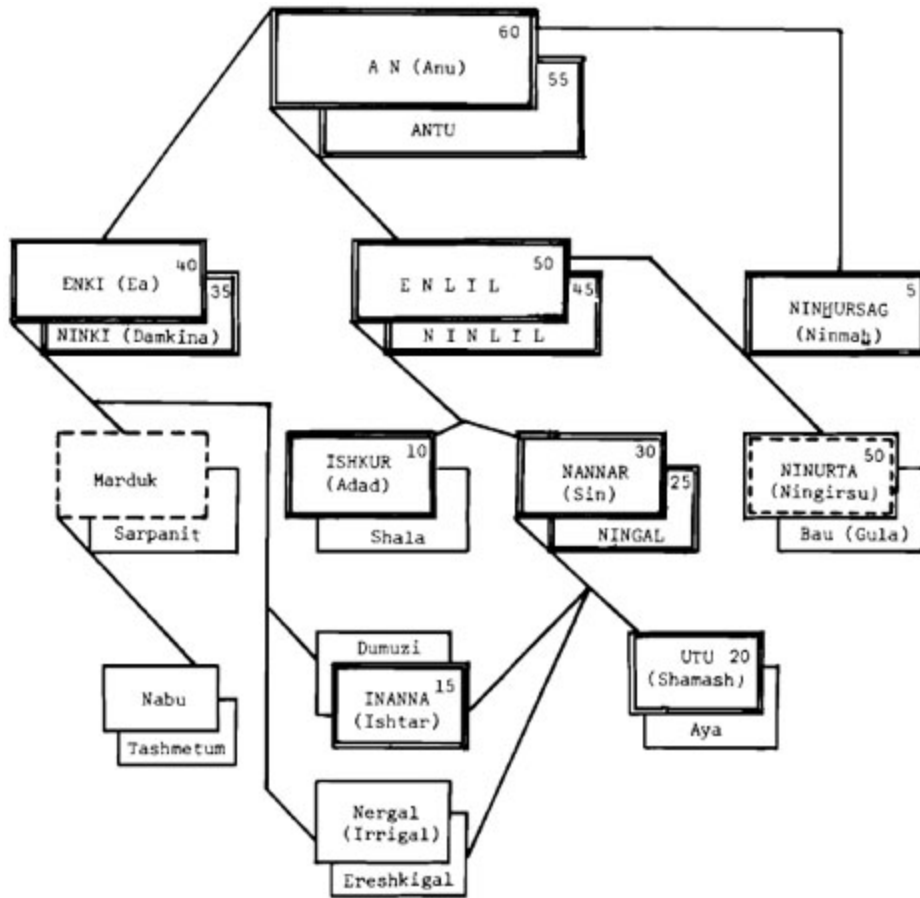 60
A N (Anu)
55
ANTU
40
ENKI (Ea)
35
NINKI (Damkina)
50
E N L I L
45
N I N L I L
5
NINHURSAG
(Ninmah)
Marduk
Sarpanit
ISHKUR 10
(Adad)
Shala
30
NANNAR
(Sin)
25
NINGAL
50
NINURTA
(Ningirsu)
Bau (Gula)
Dumuzi
INANNA 15
(Ishtar)
UTU 20
(Shamash)
Aya
Nabu
Tashmetum
Nergal
(Irrigal)
Ereshkigal